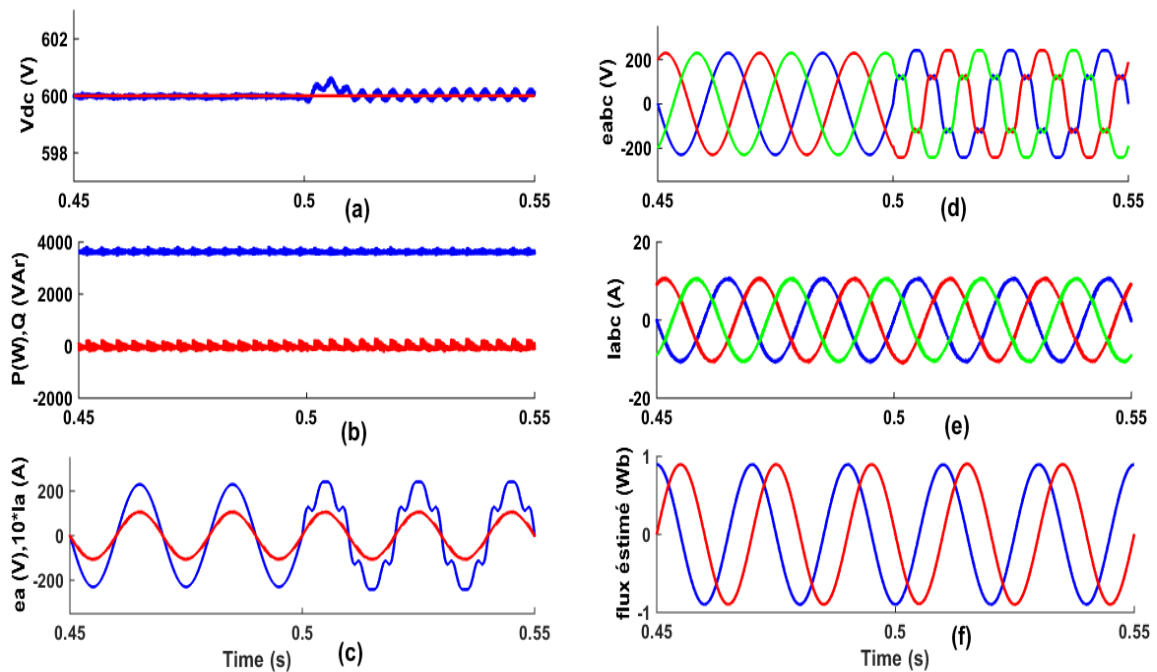 Vdc (V)
602
600
598
0.45
0.5
0.55
(a)
P(W),Q (VAr)
4000
2000
0
-2000
0.45
0.5
0.55
(b)
ea (V),10*Ia (A)
200
0
-200
0.45
0.5
0.55
(c)
Time (s)
eabc (V)
200
0
-200
0.45
0.5
0.55
(d)
Iabc (A)
20
0
-20
0.45
0.5
0.55
(e)
flux éstimé (Wb)
1
0
-1
0.45
0.5
0.55
(f)
Time (s)